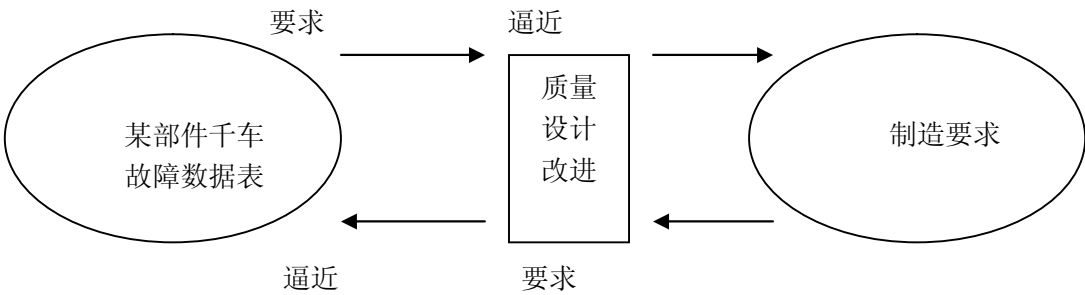 要求
逼近
质量
设计
改进
某部件千车
故障数据表
制造要求
逼近
要求